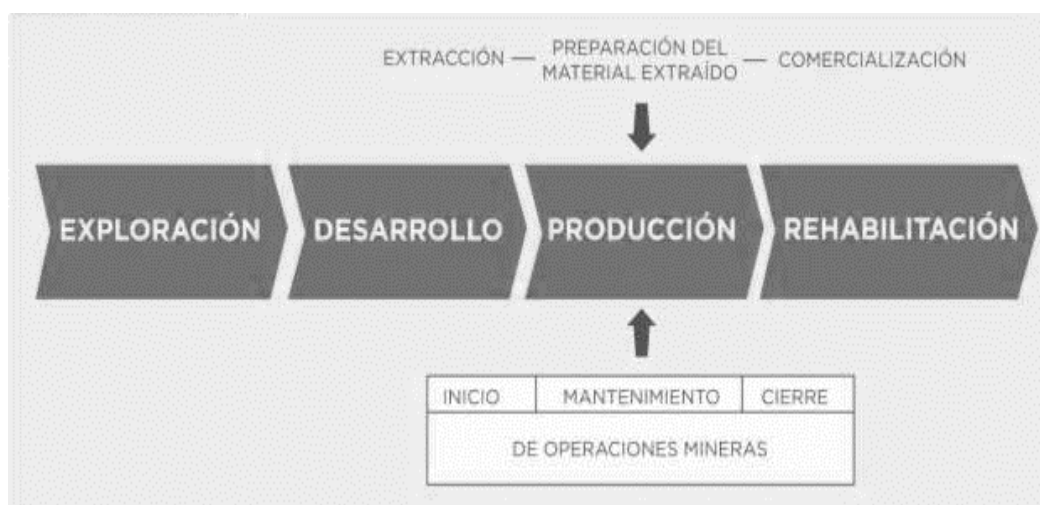 EXTRACCIÓN — PREPARACIÓN DEL MATERIAL EXTRAÍDO — COMERCIALIZACIÓN
EXPLORACIÓN
DESARROLLO
PRODUCCIÓN
REHABILITACIÓN
INICIO
MANTENIMIENTO
CIERRE
DE OPERACIONES MINERAS